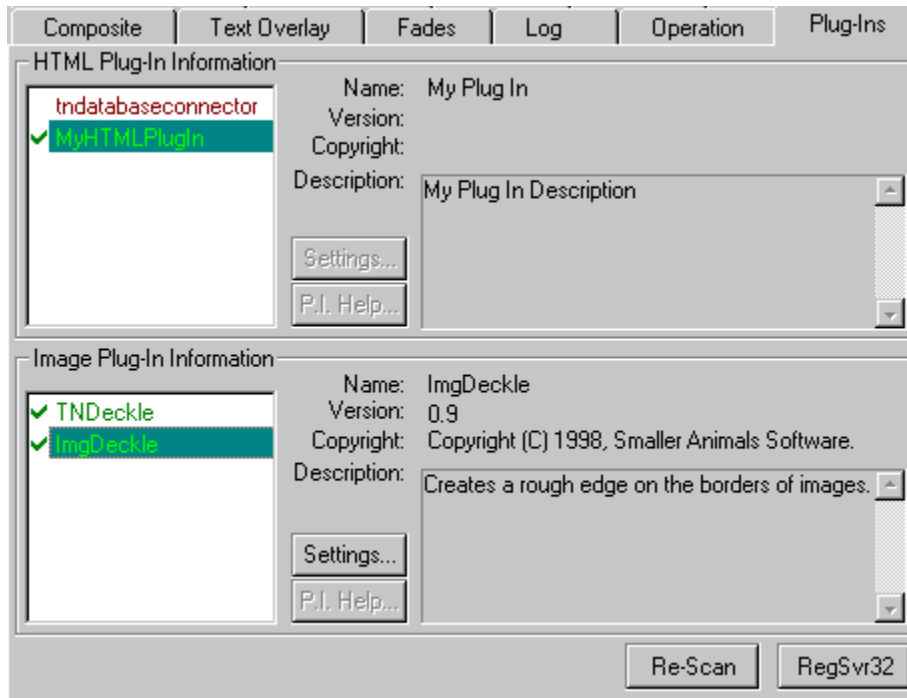 Composite Text Overlay Fades Log Operation Plug-Ins
HTML Plug-In Information
tndatabaseconnector
MyHTMLPlugIn
Name: My Plug In
Version:
Copyright:
Description: My Plug In Description
Settings...
P.I. Help...
Image Plug-In Information
TNDeckle
ImgDeckle
Name: ImgDeckle
Version: 0.9
Copyright: Copyright (C) 1998, Smaller Animals Software.
Description: Creates a rough edge on the borders of images.
Settings...
P.I. Help...
Re-Scan RegSvr32